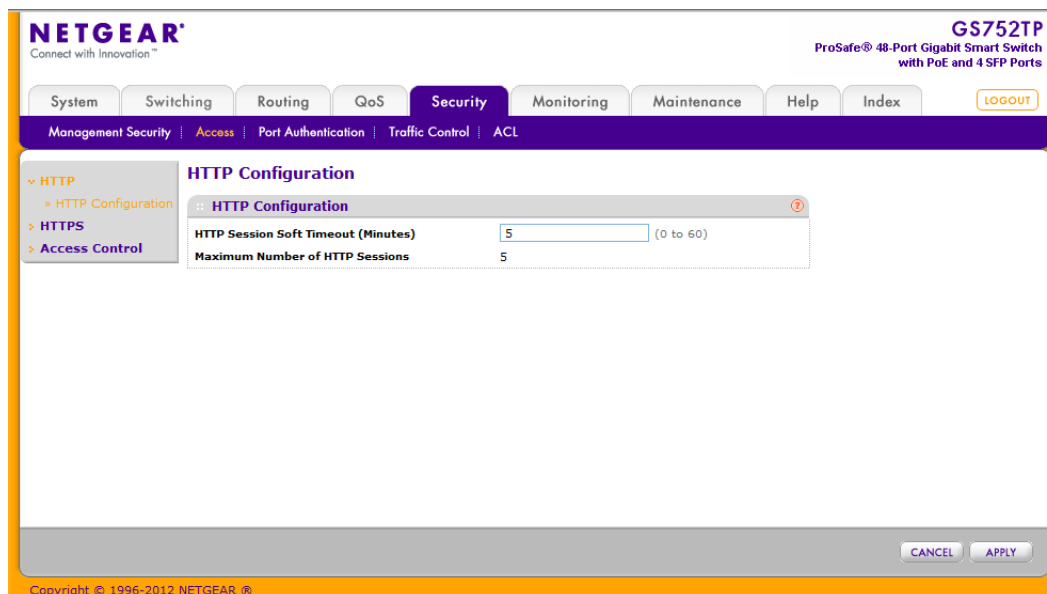 NETGEAR®
Connect with Innovation™
GS752TP
ProSafe® 48-Port Gigabit Smart Switch
with PoE and 4 SFP Ports
System Switching Routing QoS Security Monitoring Maintenance Help Index LOGOUT
Management Security | Access | Port Authentication | Traffic Control | ACL
HTTP
» HTTP Configuration
HTTPS
Access Control
HTTP Configuration
HTTP Configuration ?
HTTP Session Soft Timeout (Minutes) 5 (0 to 60)
Maximum Number of HTTP Sessions 5
CANCEL APPLY
Copyright © 1996-2012 NETGEAR ®